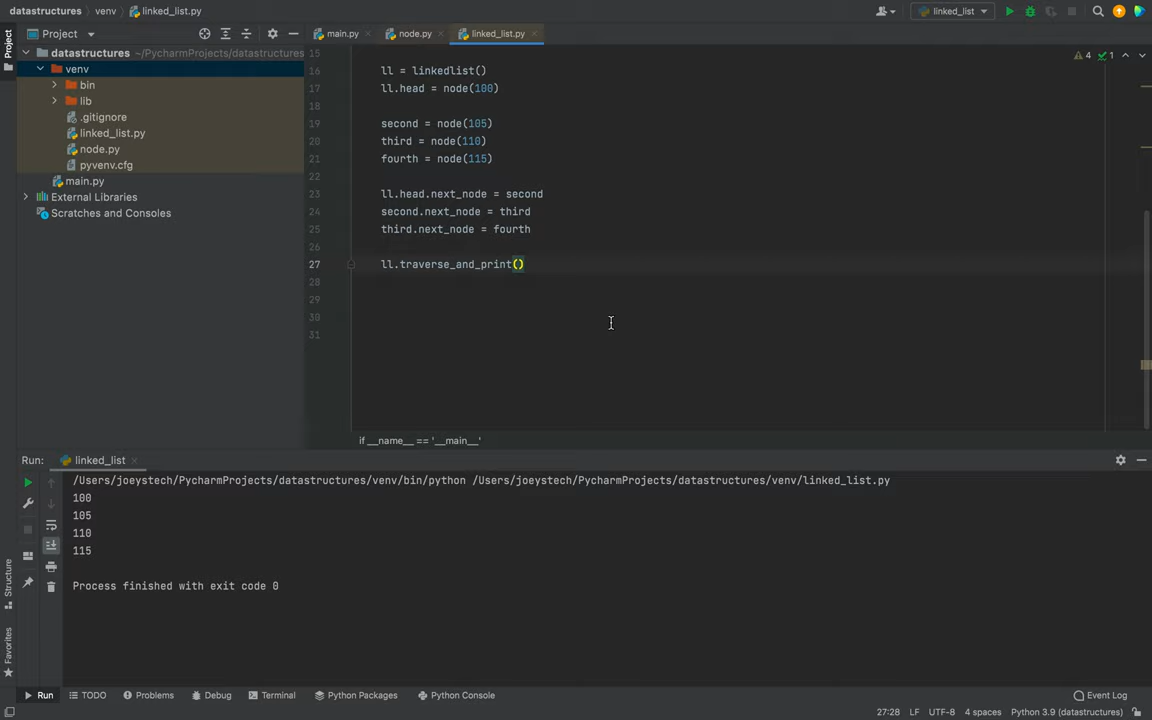 datastructures venv linked_list.py linked_list
Project main.py node.py linked_list.py
Project
datastructures ~/PycharmProjects/datastructures
venv
bin
lib
.gitignore
linked_list.py
node.py
pyvenv.cfg
main.py
External Libraries
Scratches and Consoles
4 1
15
16 ll = linkedlist()
17 ll.head = node(100)
18
19 second = node(105)
20 third = node(110)
21 fourth = node(115)
22
23 ll.head.next_node = second
24 second.next_node = third
25 third.next_node = fourth
26
27 ll.traverse_and_print()
28
29
30
31
if __name__ == '__main__'
Run: linked_list
/Users/joeystech/PycharmProjects/datastructures/venv/bin/python /Users/joeystech/PycharmProjects/datastructures/venv/linked_list.py
100
105
110
115
Process finished with exit code 0
Structure
Favorites
Run TODO Problems Debug Terminal Python Packages Python Console Event Log
27:28 LF UTF-8 4 spaces Python 3.9 (datastructures)